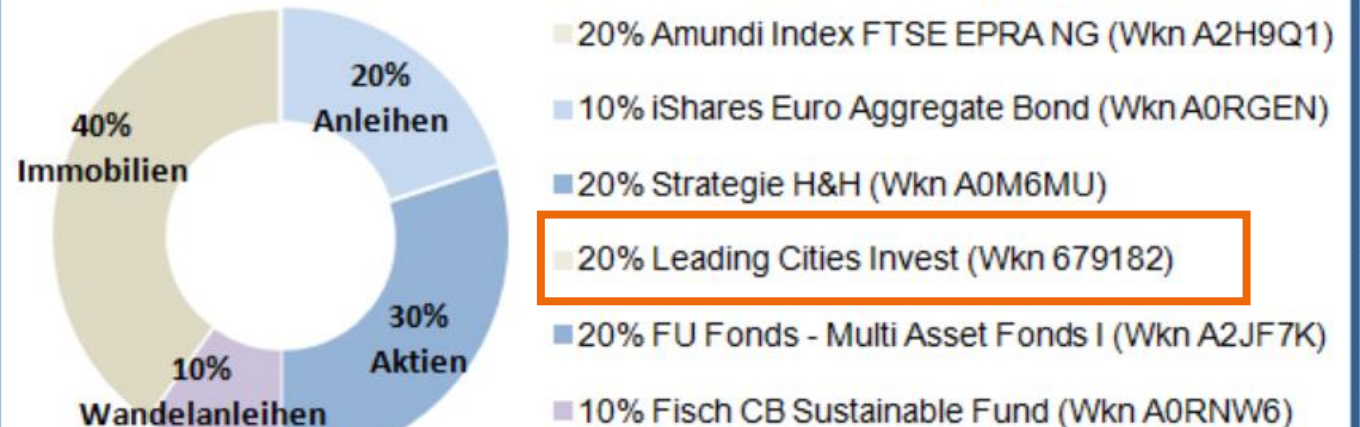 20%
Anleihen
40%
Immobilien
30%
Aktien
10%
Wandelanleihen
20% Amundi Index FTSE EPRA NG (Wkn A2H9Q1)
10% iShares Euro Aggregate Bond (Wkn A0RGEN)
20% Strategie H&H (Wkn A0M6MU)
20% Leading Cities Invest (Wkn 679182)
20% FU Fonds - Multi Asset Fonds I (Wkn A2JF7K)
10% Fisch CB Sustainable Fund (Wkn A0RNW6)